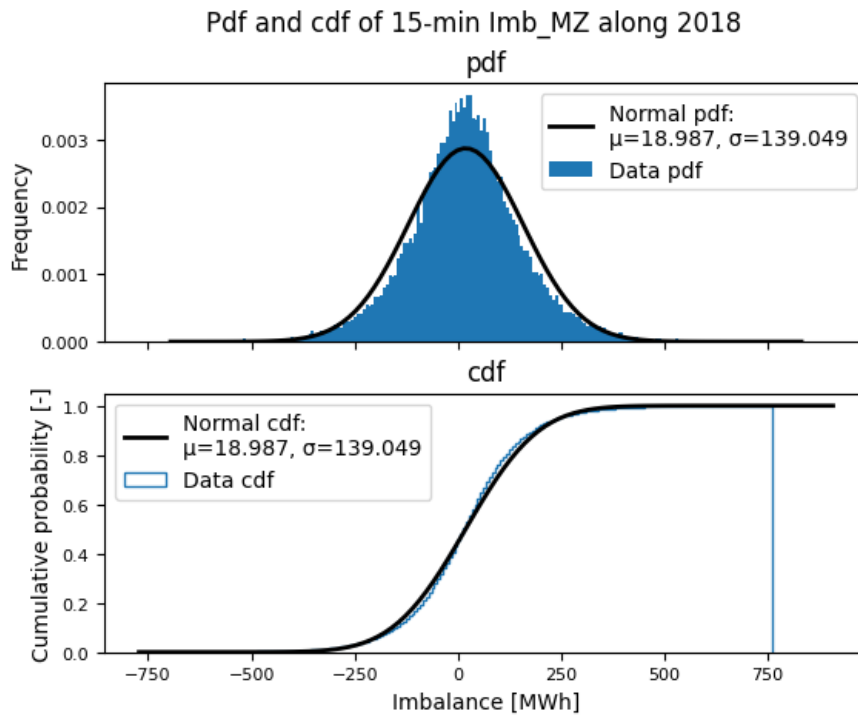 Pdf and cdf of 15-min Imb_MZ along 2018
pdf
Frequency
0.003
0.002
0.001
0.000
Normal pdf:
μ=18.987, σ=139.049
Data pdf
cdf
Cumulative probability [-]
1.0
0.8
0.6
0.4
0.2
0.0
Normal cdf:
μ=18.987, σ=139.049
Data cdf
−750 −500 −250 0 250 500 750
Imbalance [MWh]